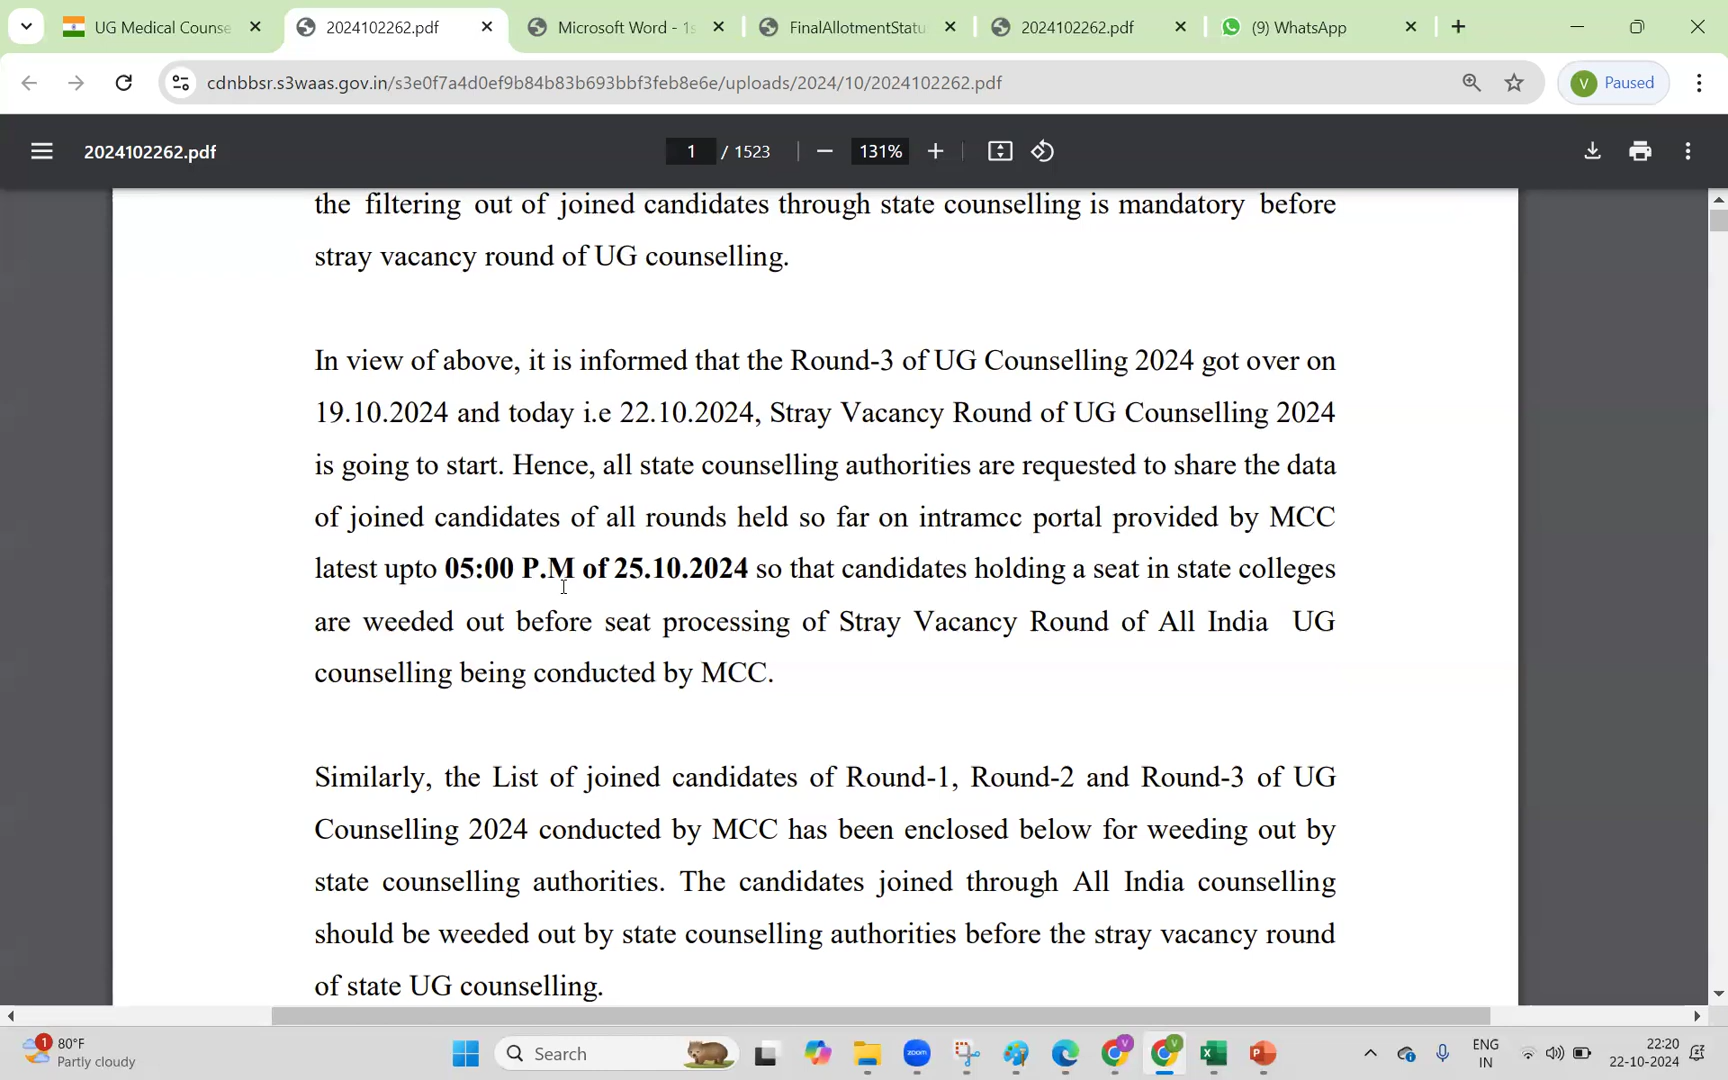 UG Medical Counse
2024102262.pdf
Microsoft Word - 1s
FinalAllotmentStatu
2024102262.pdf
(9) WhatsApp
cdnbbsr.s3waas.gov.in/s3e0f7a4d0ef9b84b83b693bbf3feb8e6e/uploads/2024/10/2024102262.pdf
V Paused
2024102262.pdf
1 / 1523
131%
the filtering out of joined candidates through state counselling is mandatory before
stray vacancy round of UG counselling.
In view of above, it is informed that the Round-3 of UG Counselling 2024 got over on
19.10.2024 and today i.e 22.10.2024, Stray Vacancy Round of UG Counselling 2024
is going to start. Hence, all state counselling authorities are requested to share the data
of joined candidates of all rounds held so far on intramcc portal provided by MCC
latest upto 05:00 P.M of 25.10.2024 so that candidates holding a seat in state colleges
are weeded out before seat processing of Stray Vacancy Round of All India UG
counselling being conducted by MCC.
Similarly, the List of joined candidates of Round-1, Round-2 and Round-3 of UG
Counselling 2024 conducted by MCC has been enclosed below for weeding out by
state counselling authorities. The candidates joined through All India counselling
should be weeded out by state counselling authorities before the stray vacancy round
of state UG counselling.
1
80°F
Partly cloudy
Search
zoom
V
V
ENG
IN
22:20
22-10-2024